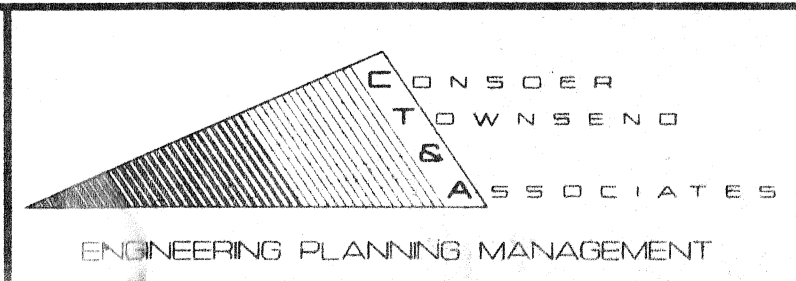 CONSOER
TOWNSEND
&
ASSOCIATES
ENGINEERING PLANNING MANAGEMENT